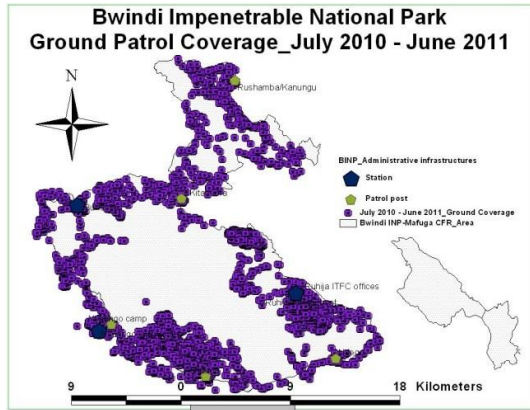 Bwindi Impenetrable National Park
Ground Patrol Coverage_July 2010 - June 2011
N
Rushamba/Kanungu
BINP_Administrative infrastructures
Station
Patrol post
July 2010 - June 2011_Ground Coverage
Bwindi INP-Mafuga CFR_Area
Ruhija ITFC offices
camp
9 0 9 18 Kilometers